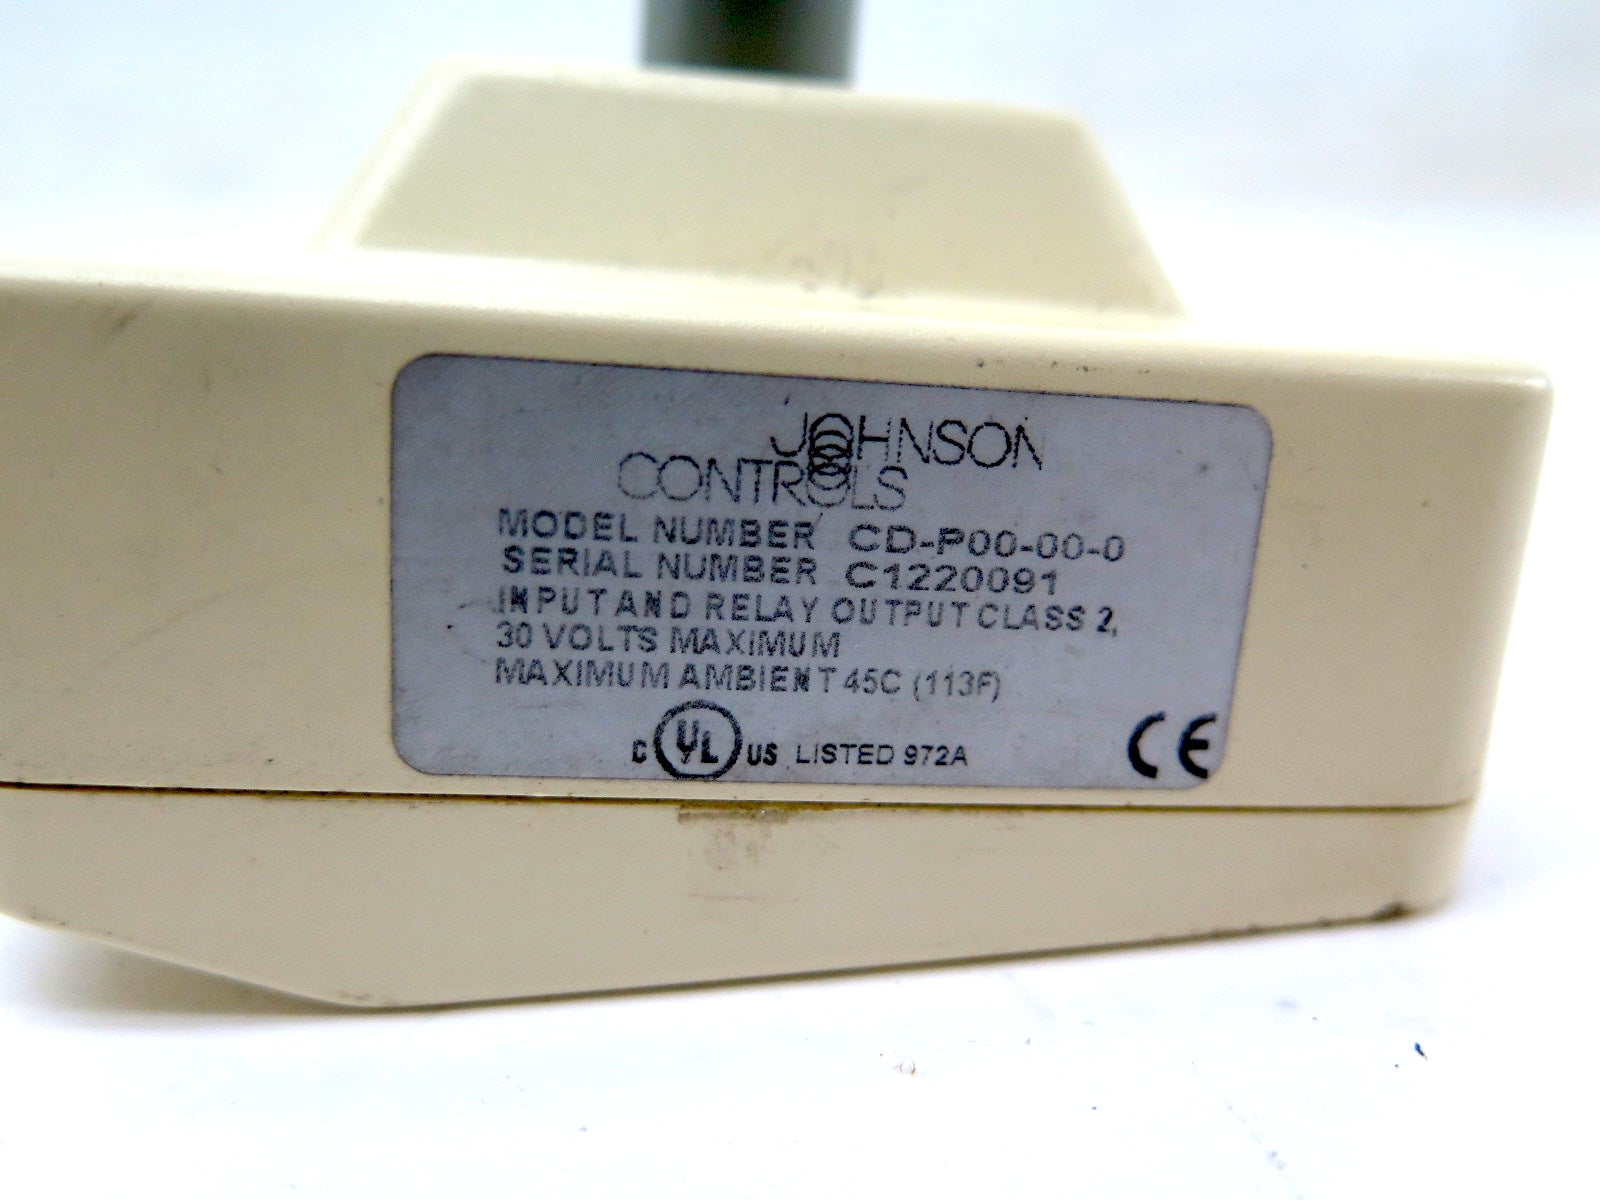 JOHNSON
CONTROLS
MODEL NUMBER CD-P00-00-0
SERIAL NUMBER C1220091
INPUT AND RELAY OUTPUT CLASS 2,
30 VOLTS MAXIMUM
MAXIMUM AMBIENT 45C (113F)
C UL US LISTED 972A CE